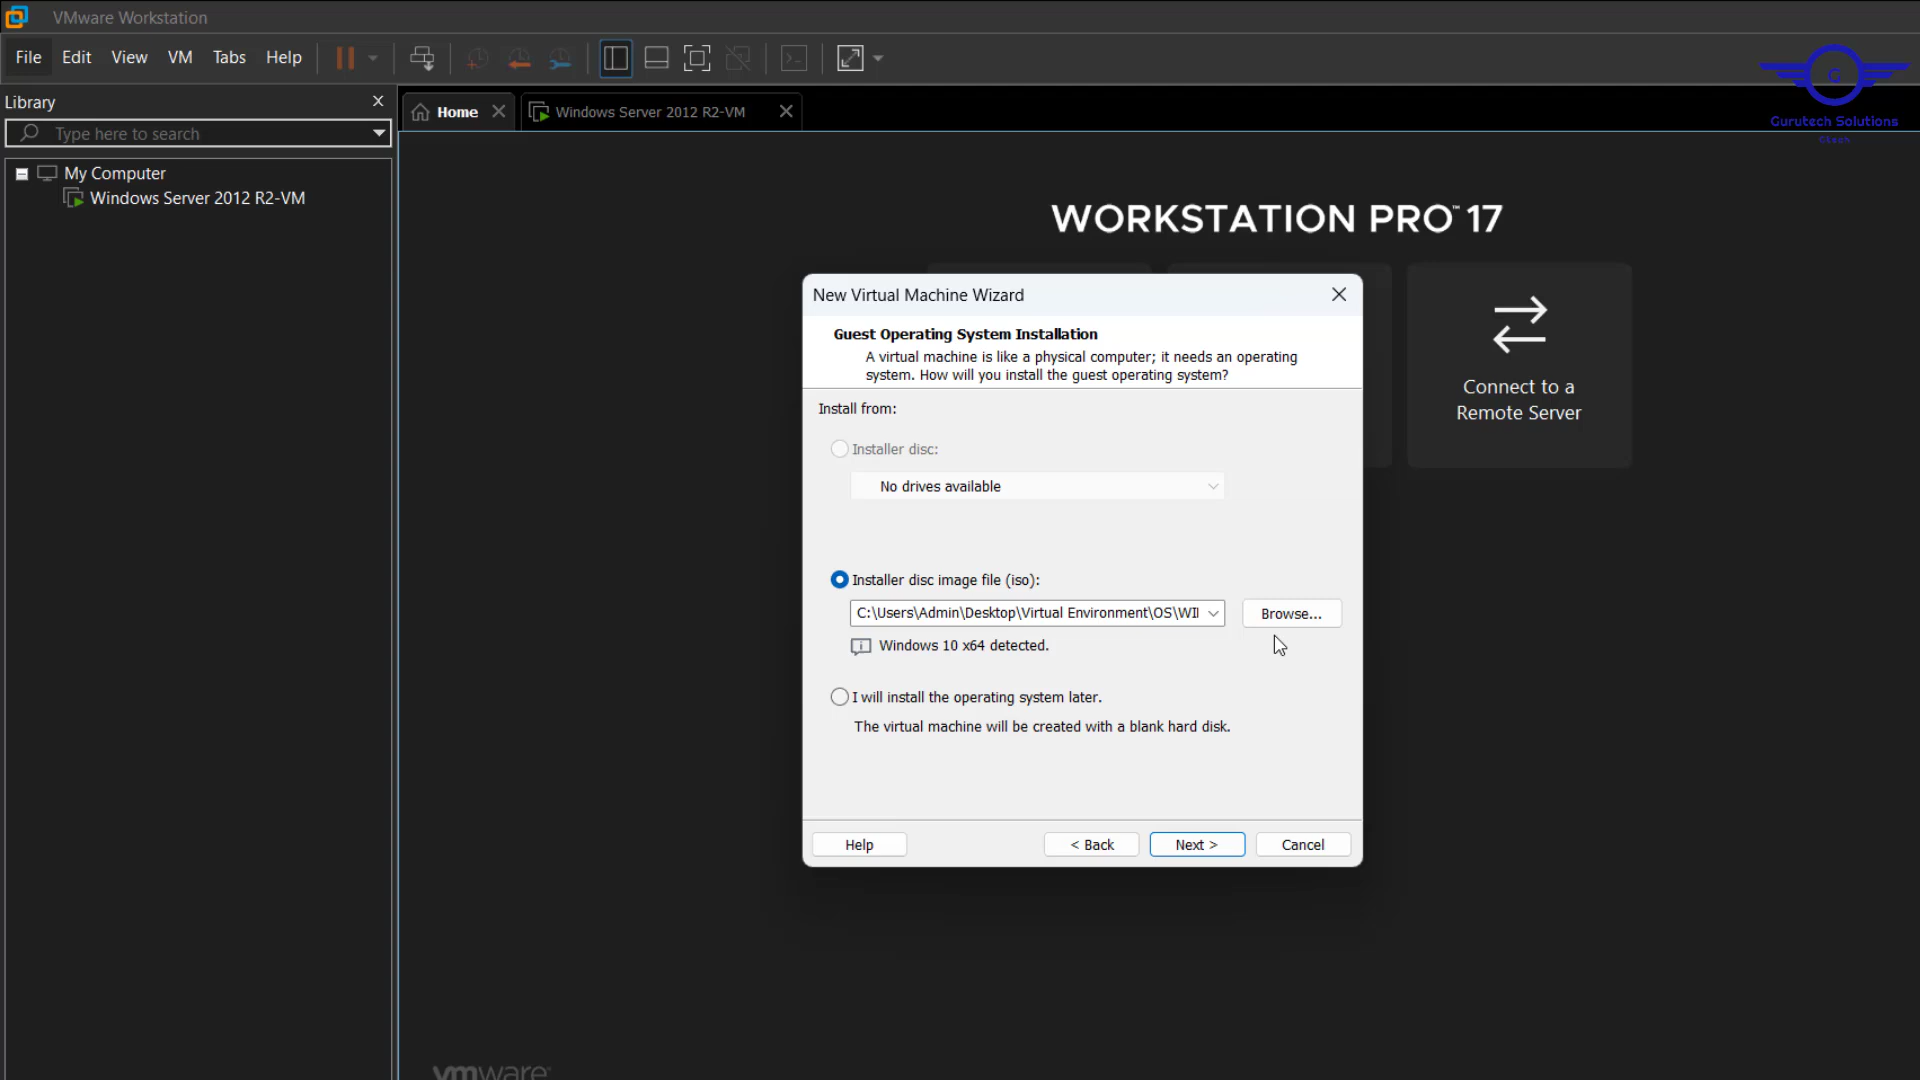 VMware Workstation
File Edit View VM Tabs Help
G
Gurutech Solutions
Library
Type here to search
Home
Windows Server 2012 R2-VM
My Computer
Windows Server 2012 R2-VM
WORKSTATION PRO™ 17
Connect to a
Remote Server
New Virtual Machine Wizard
Guest Operating System Installation
A virtual machine is like a physical computer; it needs an operating
system. How will you install the guest operating system?
Install from:
Installer disc:
No drives available
Installer disc image file (iso):
C:\Users\Admin\Desktop\Virtual Environment\OS\WI
Browse...
Windows 10 x64 detected.
I will install the operating system later.
The virtual machine will be created with a blank hard disk.
Help
< Back
Next >
Cancel
vmware